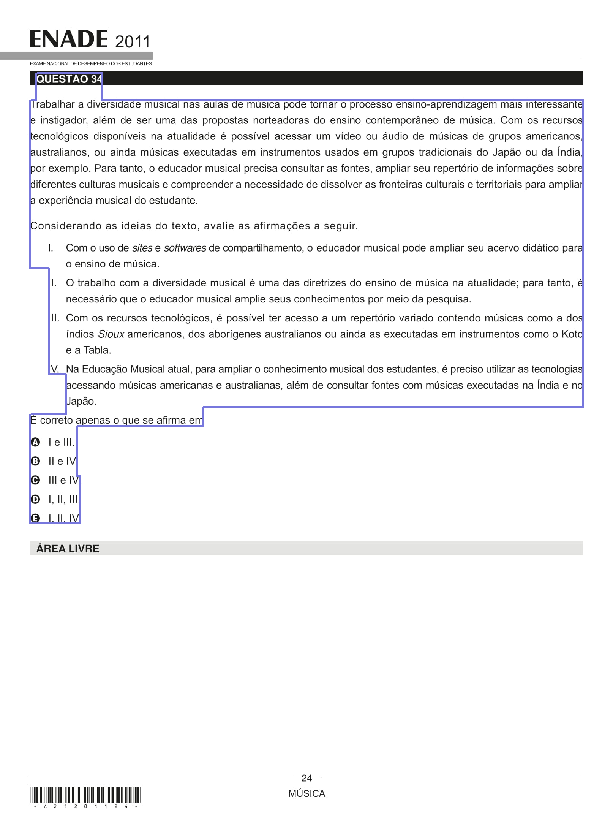 ENADE 2011
EXAME NACIONAL DE DESEMPENHO DOS ESTUDANTES
QUESTÃO 34
Trabalhar a diversidade musical nas aulas de música pode tornar o processo ensino-aprendizagem mais interessante
e instigador, além de ser uma das propostas norteadoras do ensino contemporâneo de música. Com os recursos
tecnológicos disponíveis na atualidade é possível acessar um vídeo ou áudio de músicas de grupos americanos,
australianos, ou ainda músicas executadas em instrumentos usados em grupos tradicionais do Japão ou da Índia,
por exemplo. Para tanto, o educador musical precisa consultar as fontes, ampliar seu repertório de informações sobre
diferentes culturas musicais e compreender a necessidade de dissolver as fronteiras culturais e territoriais para ampliar
a experiência musical do estudante.
Considerando as ideias do texto, avalie as afirmações a seguir.
I. Com o uso de sites e softwares de compartilhamento, o educador musical pode ampliar seu acervo didático para
o ensino de música.
II. O trabalho com a diversidade musical é uma das diretrizes do ensino de música na atualidade; para tanto, é
necessário que o educador musical amplie seus conhecimentos por meio da pesquisa.
III. Com os recursos tecnológicos, é possível ter acesso a um repertório variado contendo músicas como a dos
índios Sioux americanos, dos aborígenes australianos ou ainda as executadas em instrumentos como o Koto
e a Tabla.
IV. Na Educação Musical atual, para ampliar o conhecimento musical dos estudantes, é preciso utilizar as tecnologias
acessando músicas americanas e australianas, além de consultar fontes com músicas executadas na Índia e no
Japão.
É correto apenas o que se afirma em
A I e III.
B II e IV.
C III e IV.
D I, II, III.
E I, II, IV.
ÁREA LIVRE
24
MÚSICA